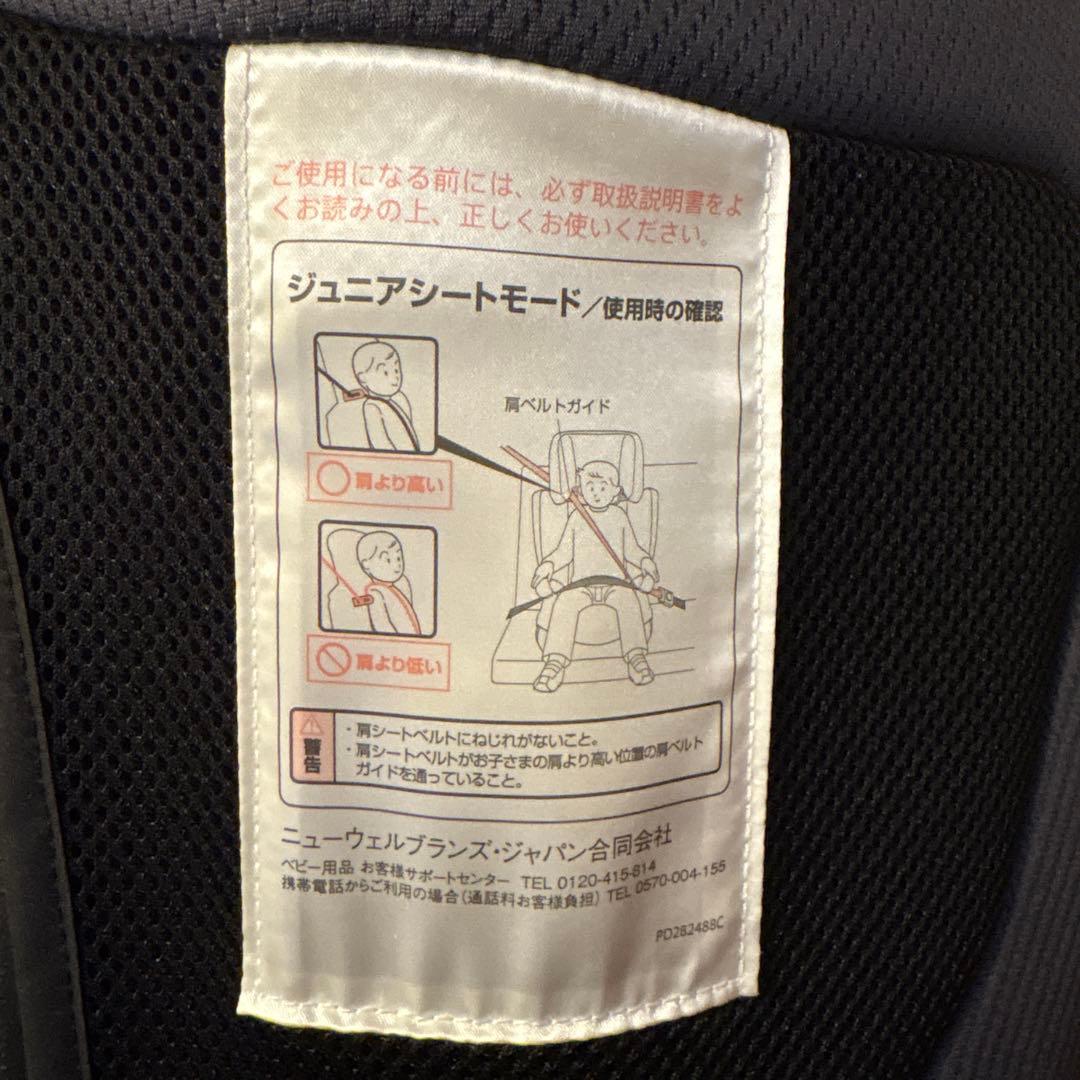 ご使用になる前には、必ず取扱説明書をよ
くお読みの上、正しくお使いください。
ジュニアシートモード/使用時の確認
肩ベルトガイド
肩より高い
肩より低い
警告
・肩シートベルトにねじれがないこと。
・肩シートベルトがお子さまの肩より高い位置の肩ベルト
ガイドを通っていること。
ニューウェルブランズ・ジャパン合同会社
ベビー用品 お客様サポートセンター TEL 0120-415-814
携帯電話からご利用の場合(通話料お客様負担) TEL 0570-004-155
PD282488C